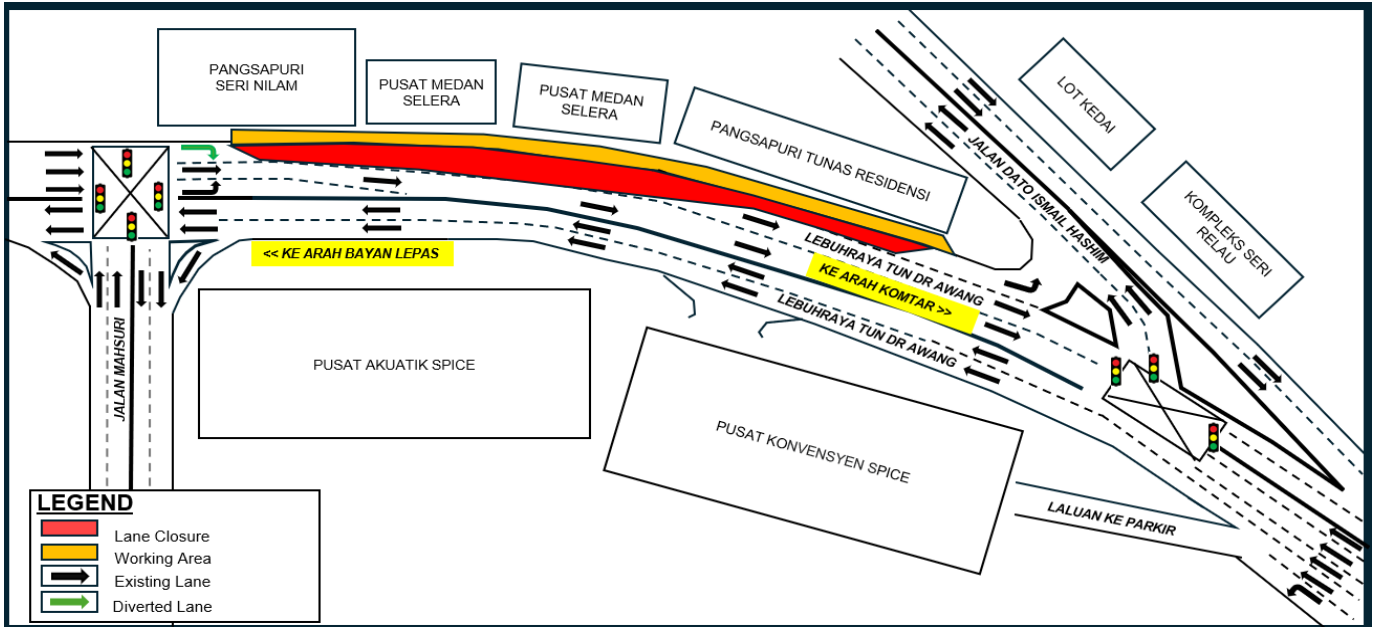 PANGSAPURI
SERI NILAM
PUSAT MEDAN
SELERA
PUSAT MEDAN
SELERA
PANGSAPURI TUNAS RESIDENSI
LOT KEDAI
JALAN DATO ISMAIL HASHIM
KOMPLEKS SERI
RELAU
LEBUHRAYA TUN DR AWANG
<< KE ARAH BAYAN LEPAS
KE ARAH KOMTAR >>
LEBUHRAYA TUN DR AWANG
JALAN MAHSURI
PUSAT AKUATIK SPICE
PUSAT KONVENSYEN SPICE
LALUAN KE PARKIR
LEGEND
Lane Closure
Working Area
Existing Lane
Diverted Lane